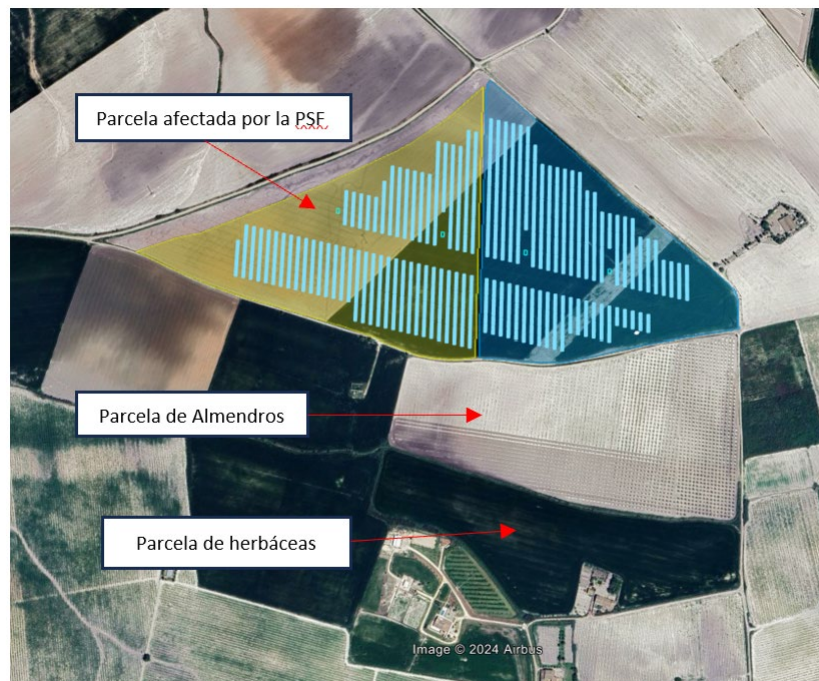 Parcela afectada por la PSF
Parcela de Almendros
Parcela de herbáceas
Image © 2024 Airbus